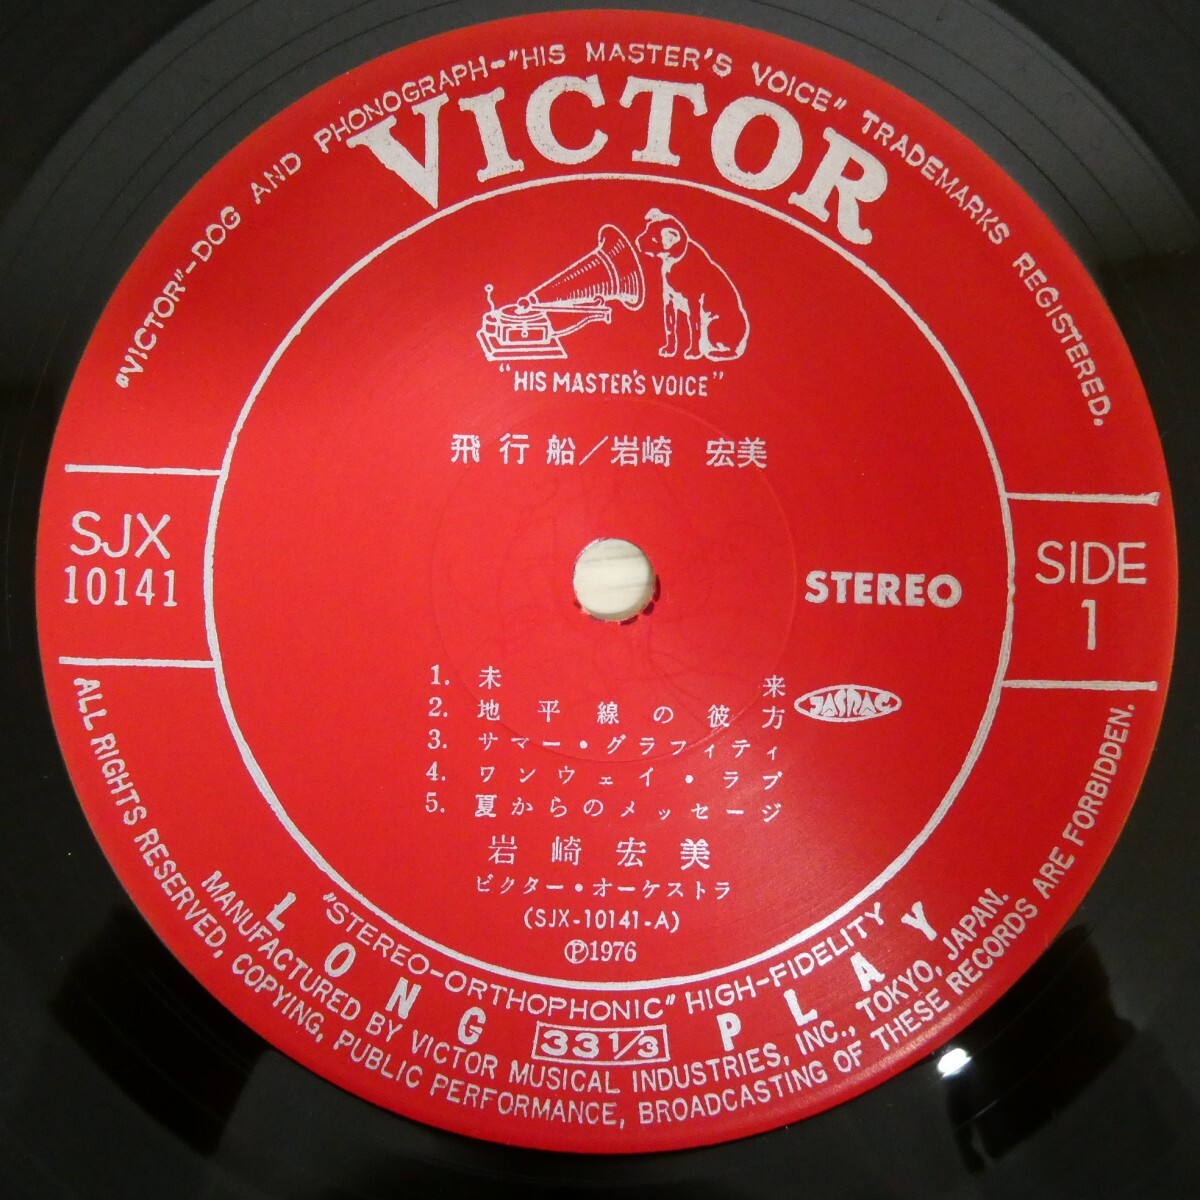 "VICTOR"-DOG AND PHONOGRAPH-"HIS MASTER'S VOICE" TRADEMARKS REGISTERED.
VICTOR
"HIS MASTER'S VOICE"
飛行船/岩崎 宏美
SJX
10141
STEREO
SIDE
1
1. 未来
2. 地平線の彼方
3. サマー・グラフィティ
4. ワンウェイ・ラブ
5. 夏からのメッセージ
JASRAC
岩崎宏美
ビクター・オーケストラ
(SJX-10141-A)
Ⓟ1976
"STEREO-ORTHOPHONIC" HIGH-FIDELITY
LONG 33 1/3 PLAY
MANUFACTURED BY VICTOR MUSICAL INDUSTRIES, INC., TOKYO, JAPAN.
ALL RIGHTS RESERVED, COPYING, PUBLIC PERFORMANCE, BROADCASTING OF THESE RECORDS ARE FORBIDDEN.